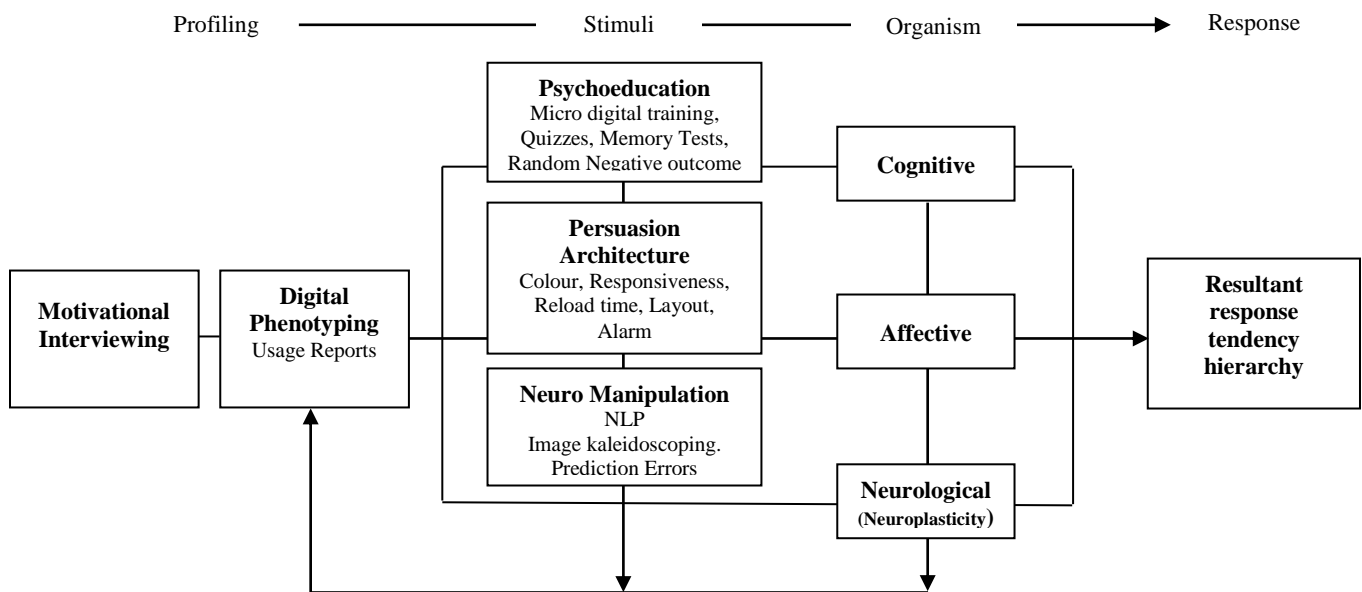 Profiling
Stimuli
Organism
Response
Psychoeducation
Micro digital training,
Quizzes, Memory Tests,
Random Negative outcome
Cognitive
Persuasion
Architecture
Colour, Responsiveness,
Reload time, Layout,
Alarm
Motivational
Interviewing
Digital
Phenotyping
Usage Reports
Affective
Resultant
response
tendency
hierarchy
Neuro Manipulation
NLP
Image kaleidoscoping.
Prediction Errors
Neurological
(Neuroplasticity)